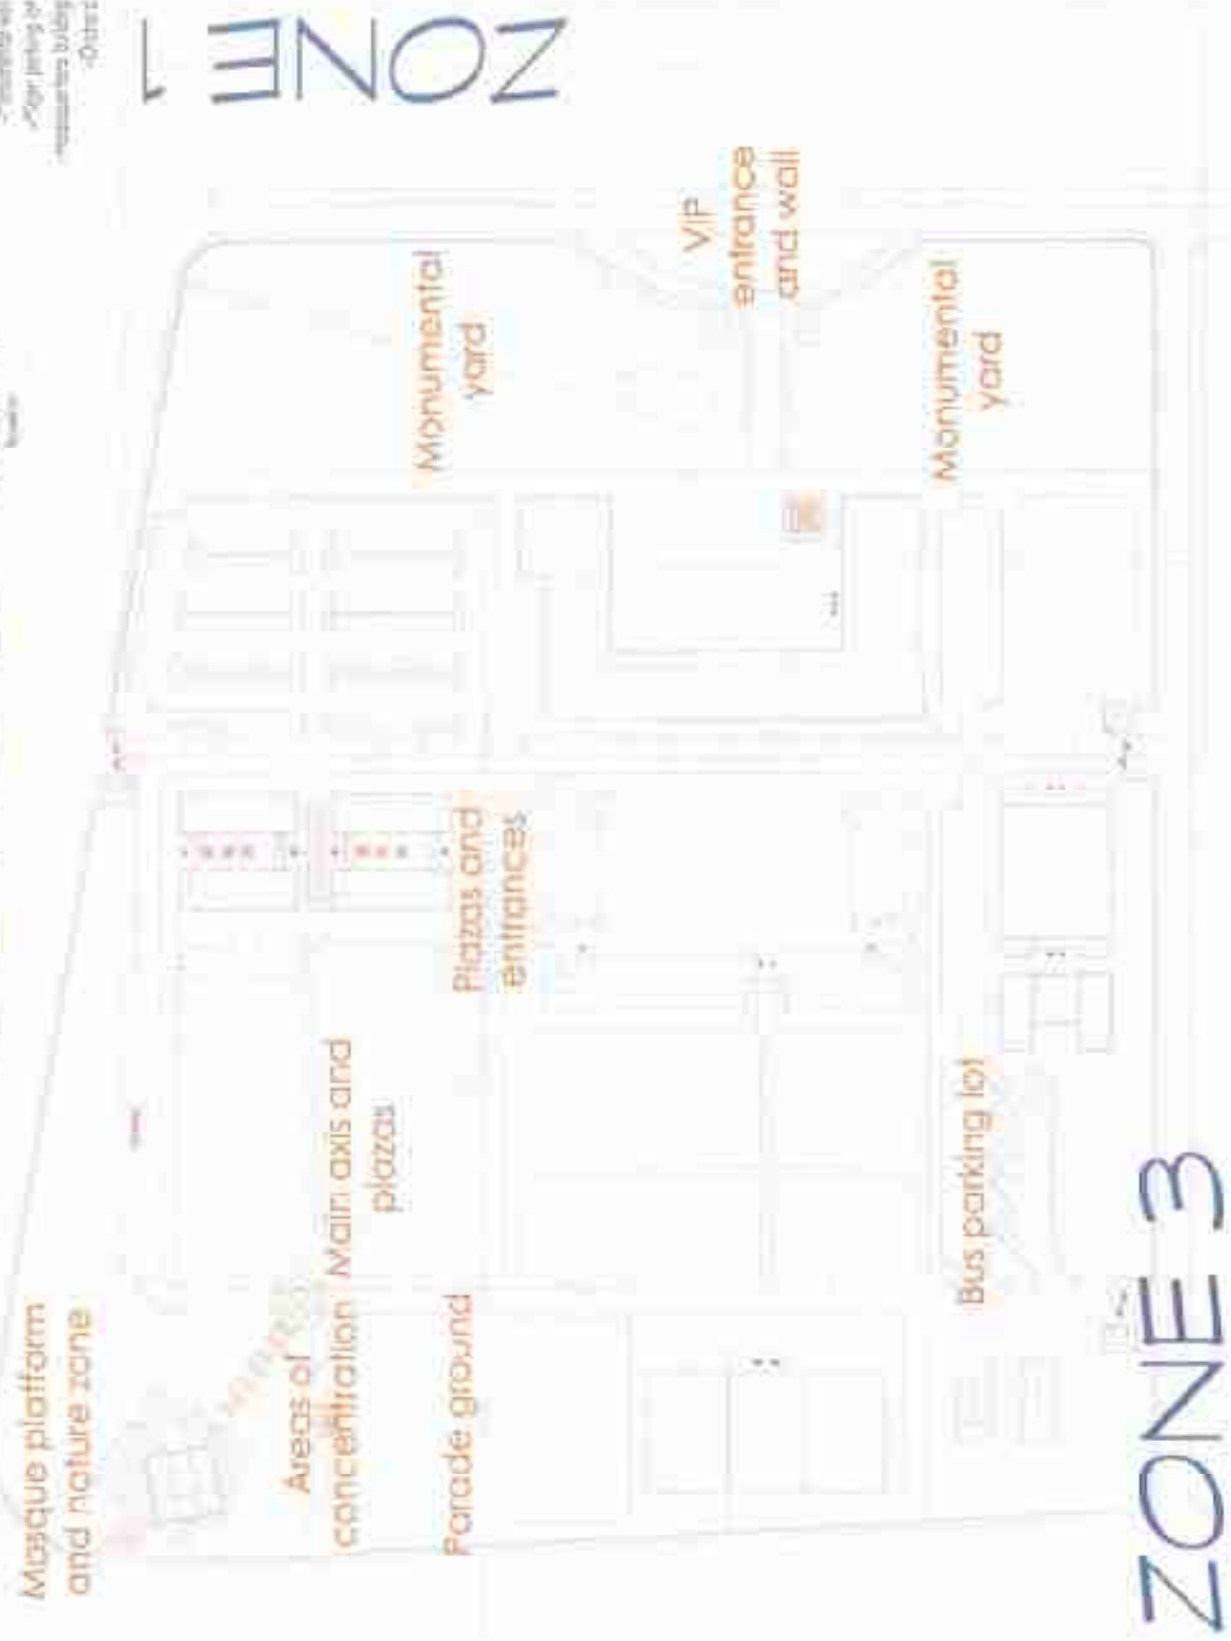 ZONE 1
Mosque platform
and nature zone
Areas of
concentration
Main axis and
plazas
Parade ground
Plazas and
entrances
Monumental
yard
VIP
entrance
and wall
Monumental
yard
Bus parking lot
ZONE 3